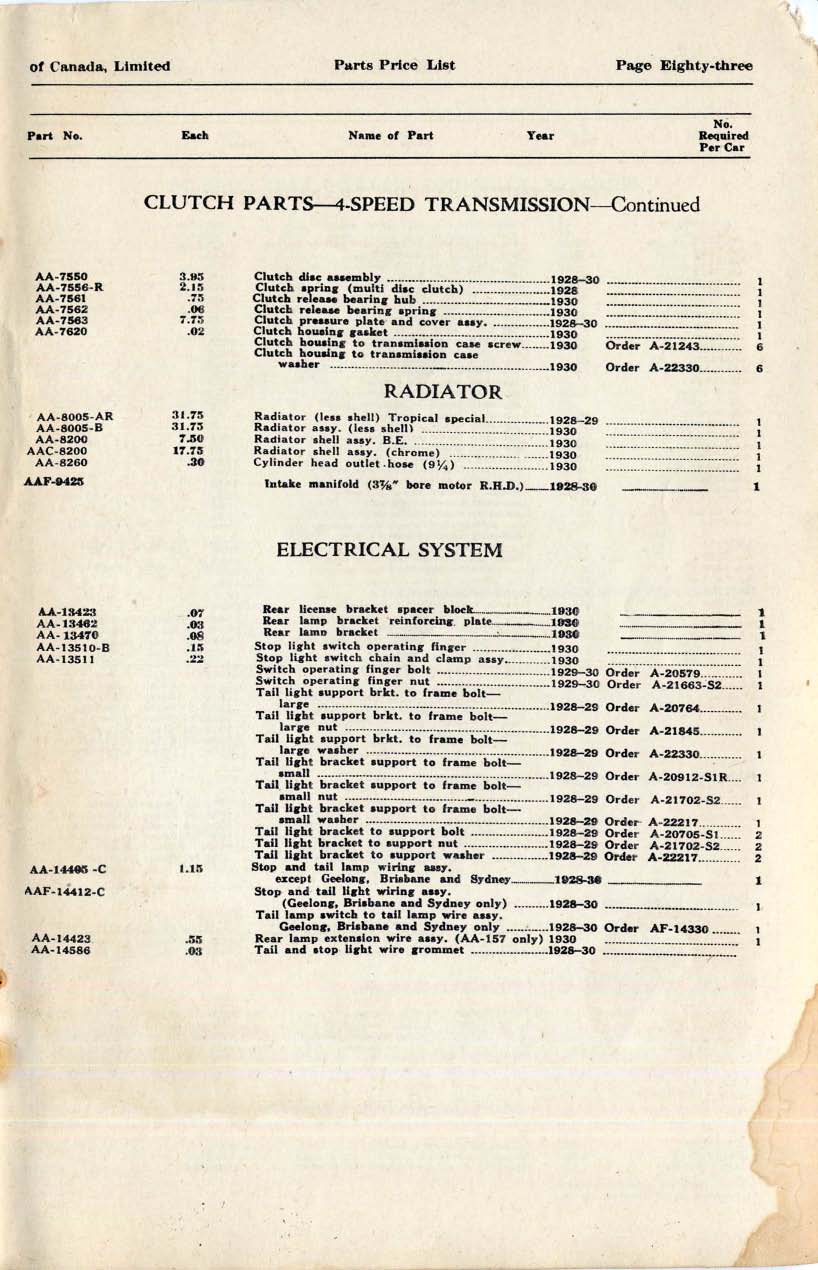 of Canada, Limited Parts Price List Page Eighty-three
No.
Part No. Each Name of Part Year Required
Per Car
CLUTCH PARTS—4-SPEED TRANSMISSION—Continued
AA-7550 3.95 Clutch disc assembly 1928–30 1
AA-7556-R 2.15 Clutch spring (multi disc clutch) 1928 1
AA-7561 .75 Clutch release bearing hub 1930 1
AA-7562 .06 Clutch release bearing spring 1930 1
AA-7563 7.75 Clutch pressure plate and cover assy. 1928–30 1
AA-7620 .02 Clutch housing gasket 1930 1
Clutch housing to transmission case screw 1930 Order A-21243 6
Clutch housing to transmission case
washer 1930 Order A-22330 6
RADIATOR
AA-8005-AR 31.75 Radiator (less shell) Tropical special 1928–29 1
AA-8005-B 31.75 Radiator assy. (less shell) 1930 1
AA-8200 7.50 Radiator shell assy. B.E. 1930 1
AAC-8200 17.75 Radiator shell assy. (chrome) 1930 1
AA-8260 .30 Cylinder head outlet hose (9¼) 1930 1
AAF-9425 Intake manifold (3⅞" bore motor R.H.D.) 1928-30 1
ELECTRICAL SYSTEM
AA-13423 .07 Rear license bracket spacer block 1930 1
AA-13462 .03 Rear lamp bracket reinforcing plate 1930 1
AA-13470 .08 Rear lamp bracket 1930 1
AA-13510-B .15 Stop light switch operating finger 1930 1
AA-13511 .22 Stop light switch chain and clamp assy. 1930 1
Switch operating finger bolt 1929–30 Order A-20579 1
Switch operating finger nut 1929–30 Order A-21663-S2 1
Tail light support brkt. to frame bolt—
large 1928–29 Order A-20764 1
Tail light support brkt. to frame bolt—
large nut 1928–29 Order A-21845 1
Tail light support brkt. to frame bolt—
large washer 1928–29 Order A-22330 1
Tail light bracket support to frame bolt—
small 1928–29 Order A-20912-S1R 1
Tail light bracket support to frame bolt—
small nut 1928–29 Order A-21702-S2 1
Tail light bracket support to frame bolt—
small washer 1928–29 Order A-22217 1
Tail light bracket to support bolt 1928–29 Order A-20705-S1 2
Tail light bracket to support nut 1928–29 Order A-21702-S2 2
Tail light bracket to support washer 1928–29 Order A-22217 2
AA-14405 -C 1.15 Stop and tail lamp wiring assy.
except Geelong, Brisbane and Sydney 1928-30 1
AAF-14412-C Stop and tail light wiring assy.
(Geelong, Brisbane and Sydney only) 1928–30 1
Tail lamp switch to tail lamp wire assy.
Geelong, Brisbane and Sydney only 1928–30 Order AF-14330 1
AA-14423 .55 Rear lamp extension wire assy. (AA-157 only) 1930 1
AA-14586 .03 Tail and stop light wire grommet 1928–30